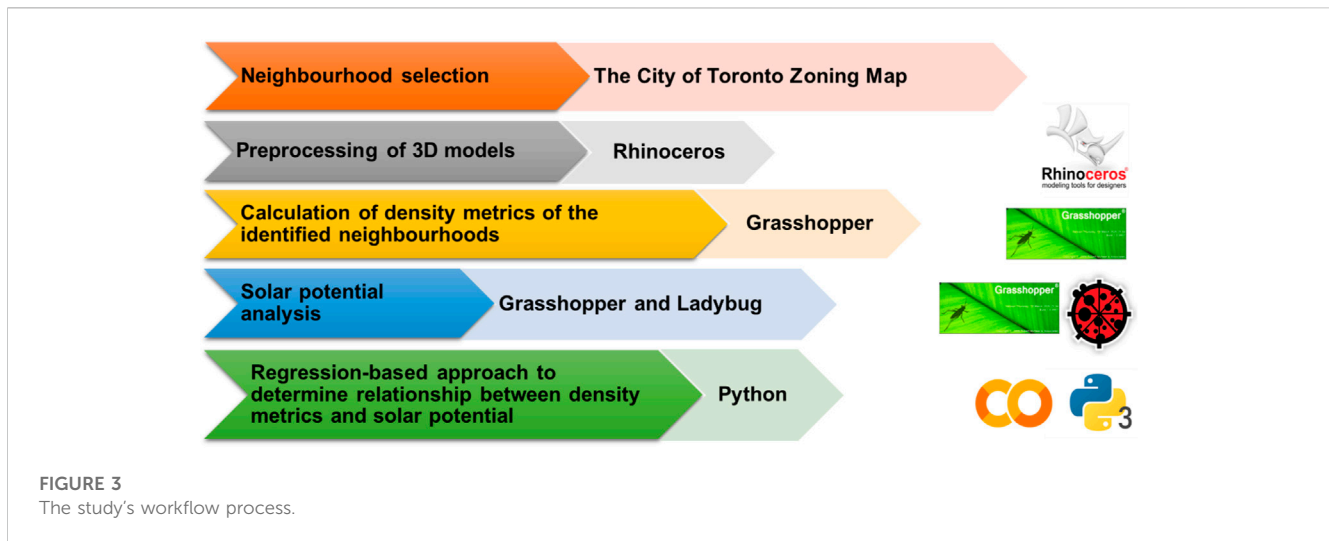 Neighbourhood selection
The City of Toronto Zoning Map
Preprocessing of 3D models
Rhinoceros
Rhinoceros®
modeling tools for designers
Calculation of density metrics of the
identified neighbourhoods
Grasshopper
Grasshopper
Solar potential
analysis
Grasshopper and Ladybug
Grasshopper
Regression-based approach to
determine relationship between density
metrics and solar potential
Python
3
FIGURE 3
The study's workflow process.